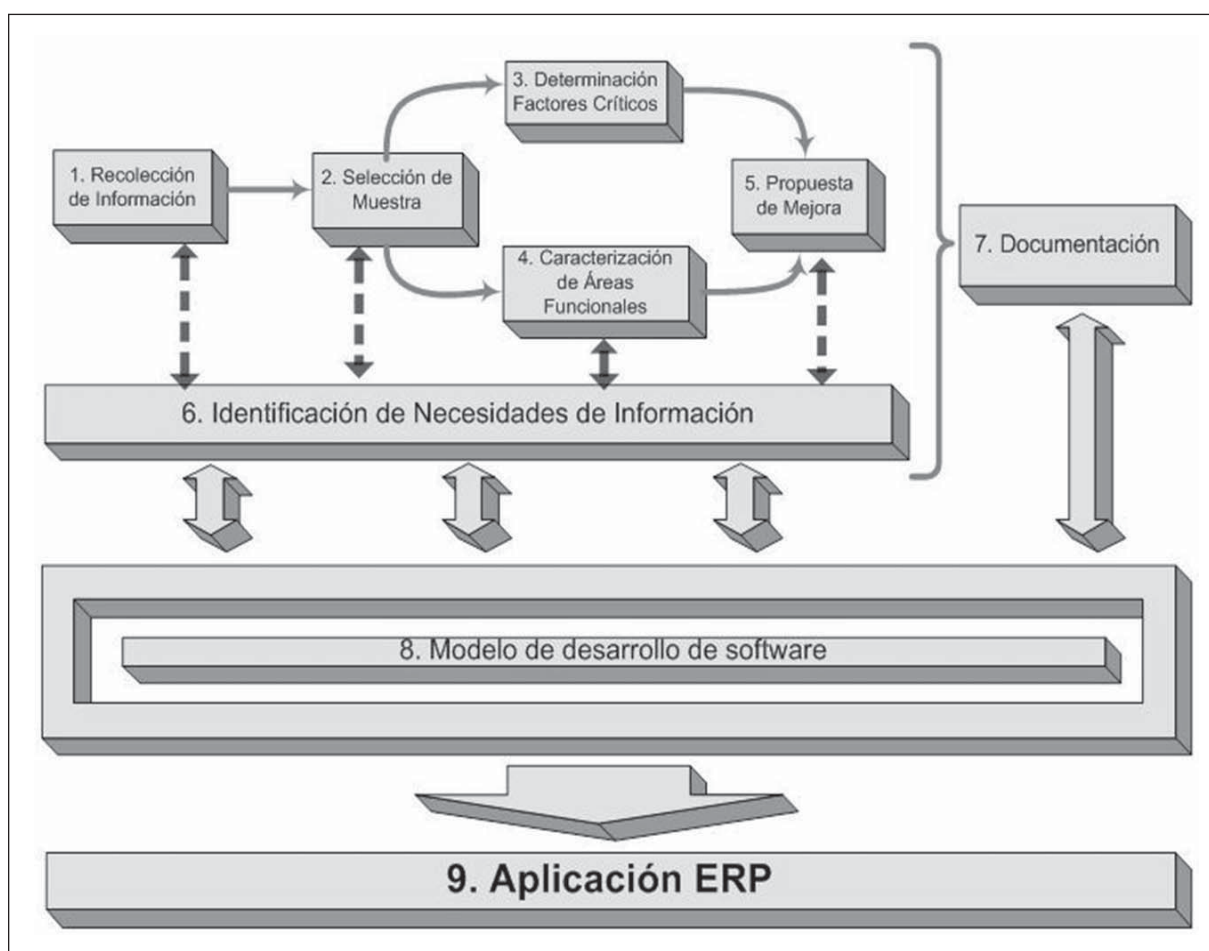 1. Recolección
de Información
2. Selección de
Muestra
3. Determinación
Factores Críticos
4. Caracterización
de Áreas
Funcionales
5. Propuesta
de Mejora
6. Identificación de Necesidades de Información
7. Documentación
8. Modelo de desarrollo de software
9. Aplicación ERP